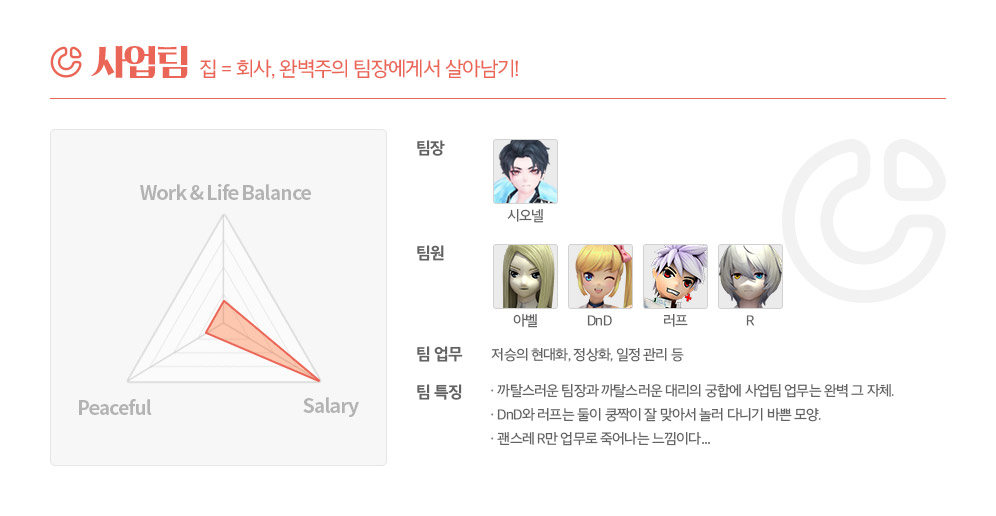 사업팀 집 = 회사, 완벽주의 팀장에게서 살아남기!
Work & Life Balance
Peaceful
Salary
팀장
시오넬
팀원
아벨 DnD 러프 R
팀 업무 저승의 현대화, 정상화, 일정 관리 등
팀 특징 · 까탈스러운 팀장과 까탈스러운 대리의 궁합에 사업팀 업무는 완벽 그 자체.
· DnD와 러프는 둘이 쿵짝이 잘 맞아서 놀러 다니기 바쁜 모양.
· 괜스레 R만 업무로 죽어나는 느낌이다...